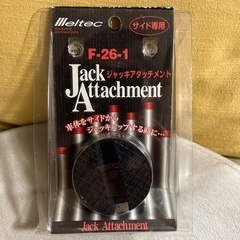 Meltec
サイド専用
F-26-1
ジャッキアタッチメント
Jack
Attachment
車体をサイドから
ジャッキアップする時に…
Jack Attachment